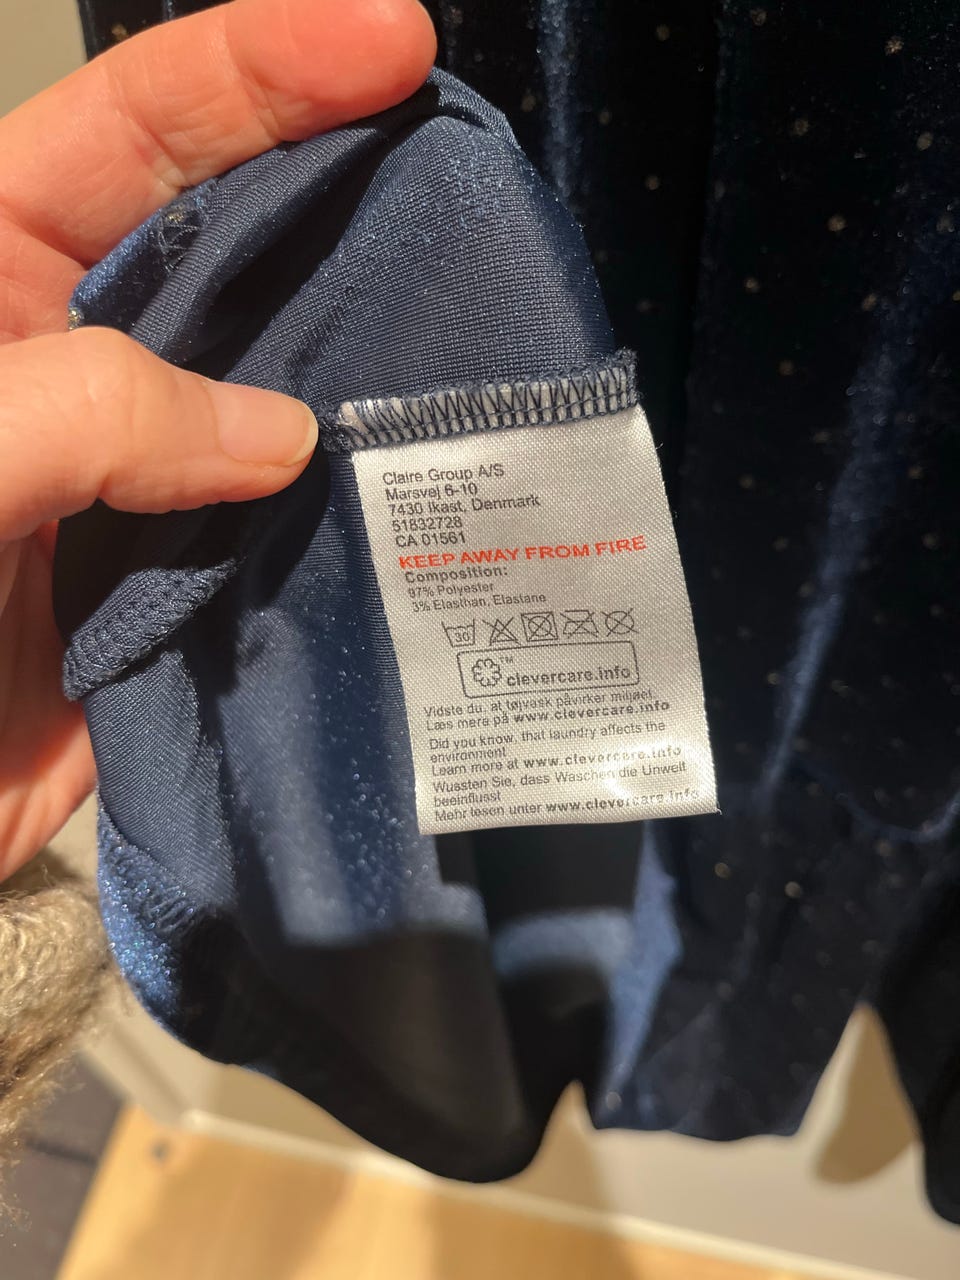 Claire Group A/S
Marsvej 6-10
7430 Ikast, Denmark
51832728
CA 01561
KEEP AWAY FROM FIRE
Composition:
97% Polyester
3% Elasthan, Elastane
30
™
clevercare.info
Vidste du, at tøjvask påvirker miljøet
Læs mere på www.clevercare.info
Did you know, that laundry affects the
environment
Learn more at www.clevercare.info
Wussten Sie, dass Waschen die Umwelt
beeinflusst
Mehr lesen unter www.clevercare.info